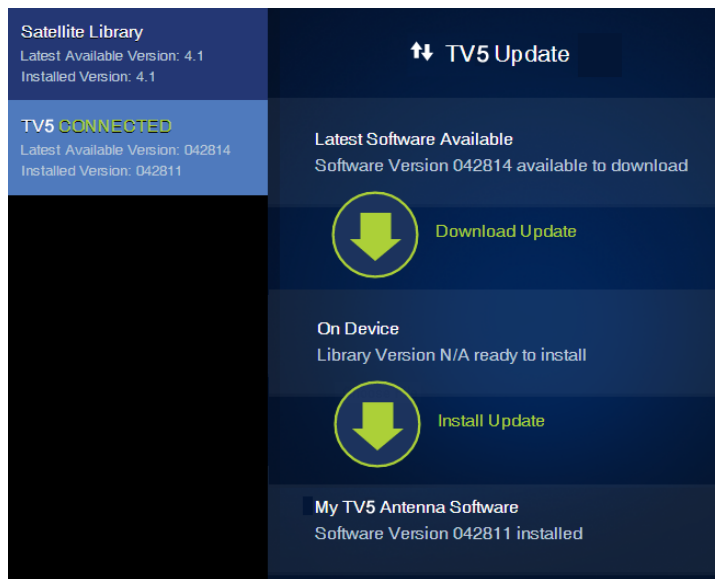 Satellite Library
Latest Available Version: 4.1
Installed Version: 4.1
TV5 CONNECTED
Latest Available Version: 042814
Installed Version: 042811
TV5 Update
Latest Software Available
Software Version 042814 available to download
Download Update
On Device
Library Version N/A ready to install
Install Update
My TV5 Antenna Software
Software Version 042811 installed